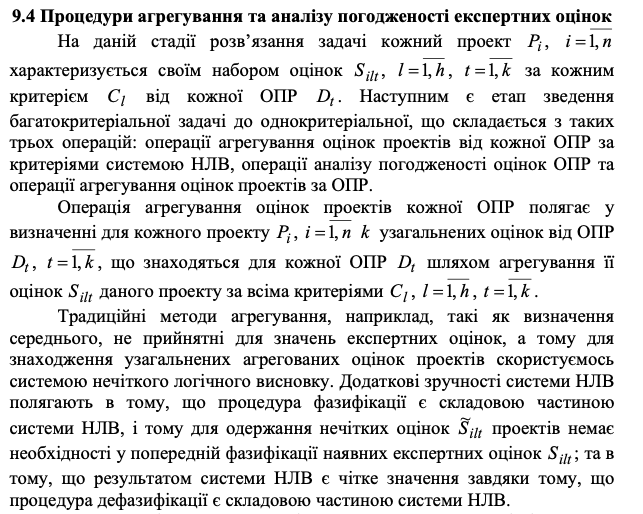 9.4 Процедури агрегування та аналізу погодженості експертних оцінок
На даній стадії розв’язання задачі кожний проект Pᵢ, i = 1, n
характеризується своїм набором оцінок Sᵢₗₜ, l = 1, h, t = 1, k за кожним
критерієм Cₗ від кожної ОПР Dₜ. Наступним є етап зведення
багатокритеріальної задачі до однокритеріальної, що складається з таких
трьох операцій: операції агрегування оцінок проектів від кожної ОПР за
критеріями системою НЛВ, операції аналізу погодженості оцінок ОПР та
операції агрегування оцінок проектів за ОПР.
Операція агрегування оцінок проектів кожної ОПР полягає у
визначенні для кожного проекту Pᵢ, i = 1, n k узагальнених оцінок від ОПР
Dₜ, t = 1, k, що знаходяться для кожної ОПР Dₜ шляхом агрегування її
оцінок Sᵢₗₜ даного проекту за всіма критеріями Cₗ, l = 1, h, t = 1, k.
Традиційні методи агрегування, наприклад, такі як визначення
середнього, не прийнятні для значень експертних оцінок, а тому для
знаходження узагальнених агрегованих оцінок проектів скористуємось
системою нечіткого логічного висновку. Додаткові зручності системи НЛВ
полягають в тому, що процедура фазифікації є складовою частиною
системи НЛВ, і тому для одержання нечітких оцінок S̃ᵢₗₜ проектів немає
необхідності у попередній фазифікації наявних експертних оцінок Sᵢₗₜ; та в
тому, що результатом системи НЛВ є чітке значення завдяки тому, що
процедура дефазифікації є складовою частиною системи НЛВ.